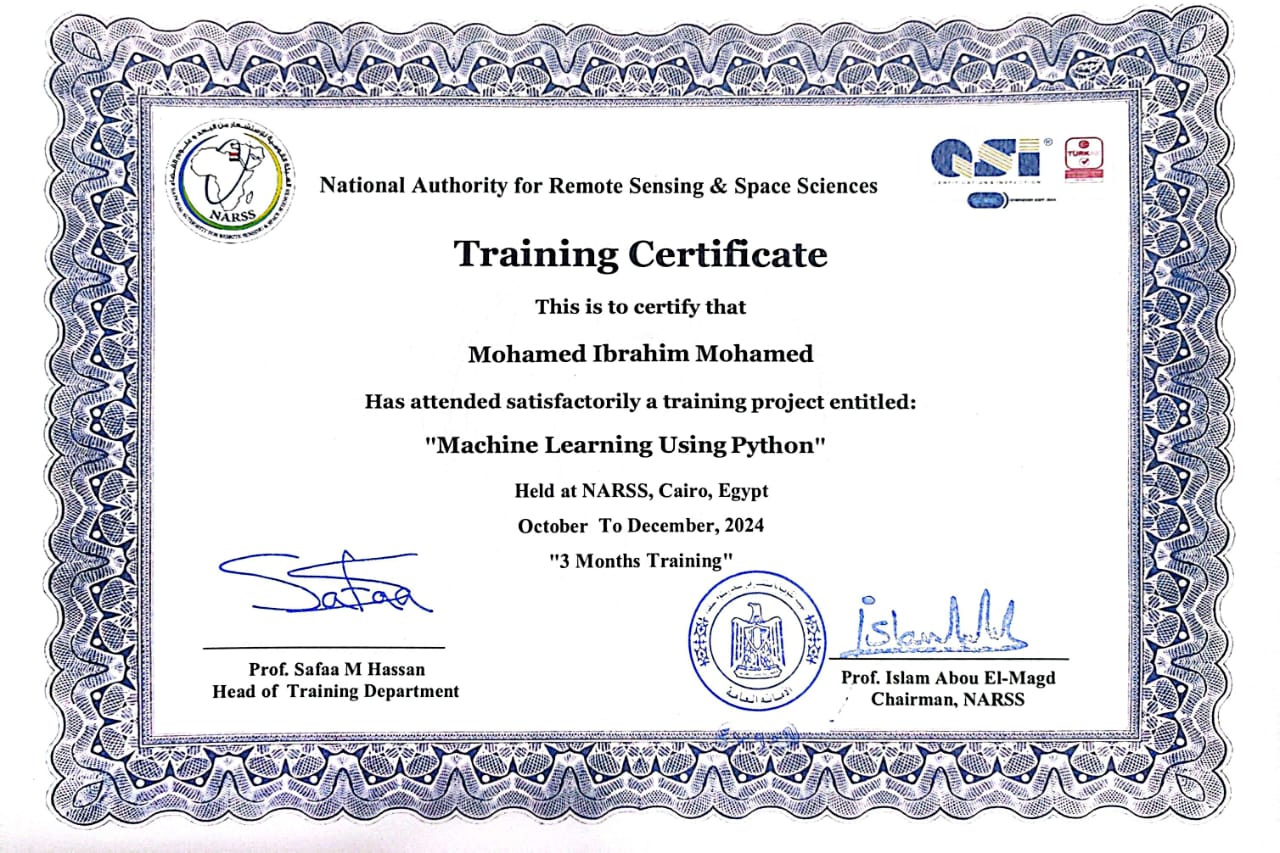 NARSS
National Authority for Remote Sensing & Space Sciences
QSI ®
CERTIFICATION & INSPECTION
TÜRKAK
Training Certificate
This is to certify that
Mohamed Ibrahim Mohamed
Has attended satisfactorily a training project entitled:
"Machine Learning Using Python"
Held at NARSS, Cairo, Egypt
October To December, 2024
"3 Months Training"
Safaa
Prof. Safaa M Hassan
Head of Training Department
الأمانة العامة
Islam
Prof. Islam Abou El-Magd
Chairman, NARSS